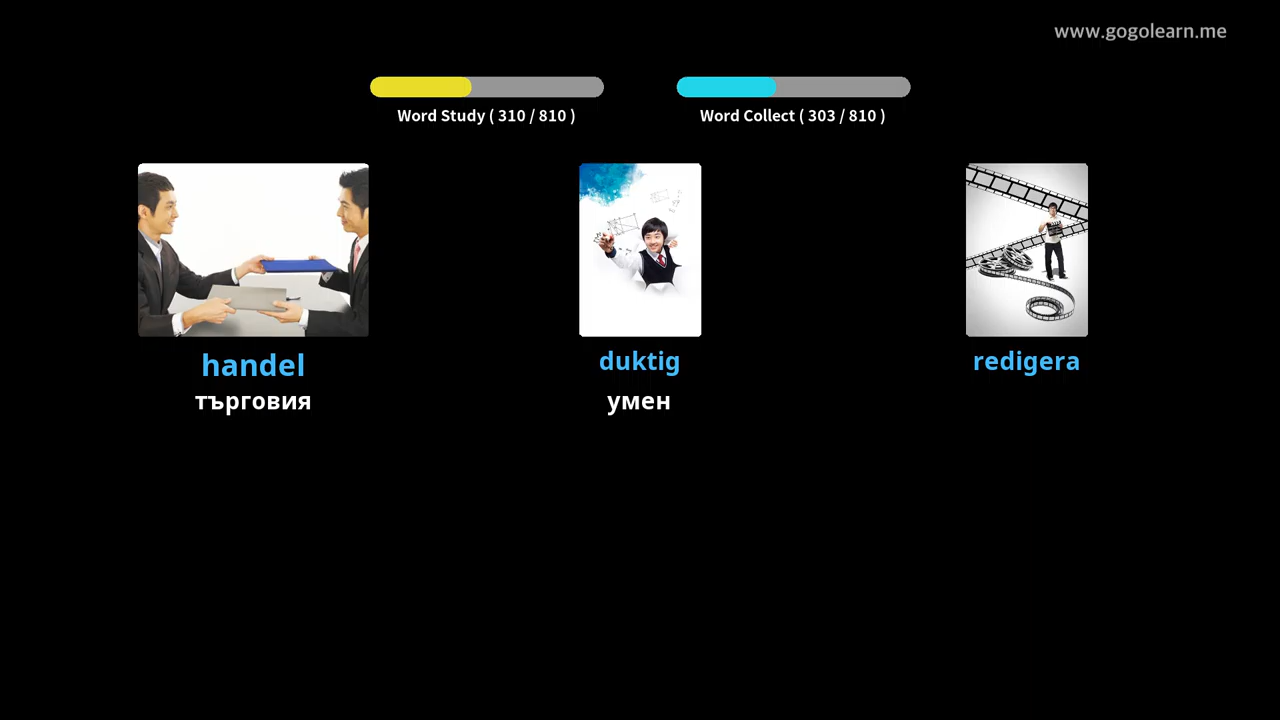 www.gogolearn.me
Word Study ( 310 / 810 )
Word Collect ( 303 / 810 )
handel
duktig
redigera
търговия
умен